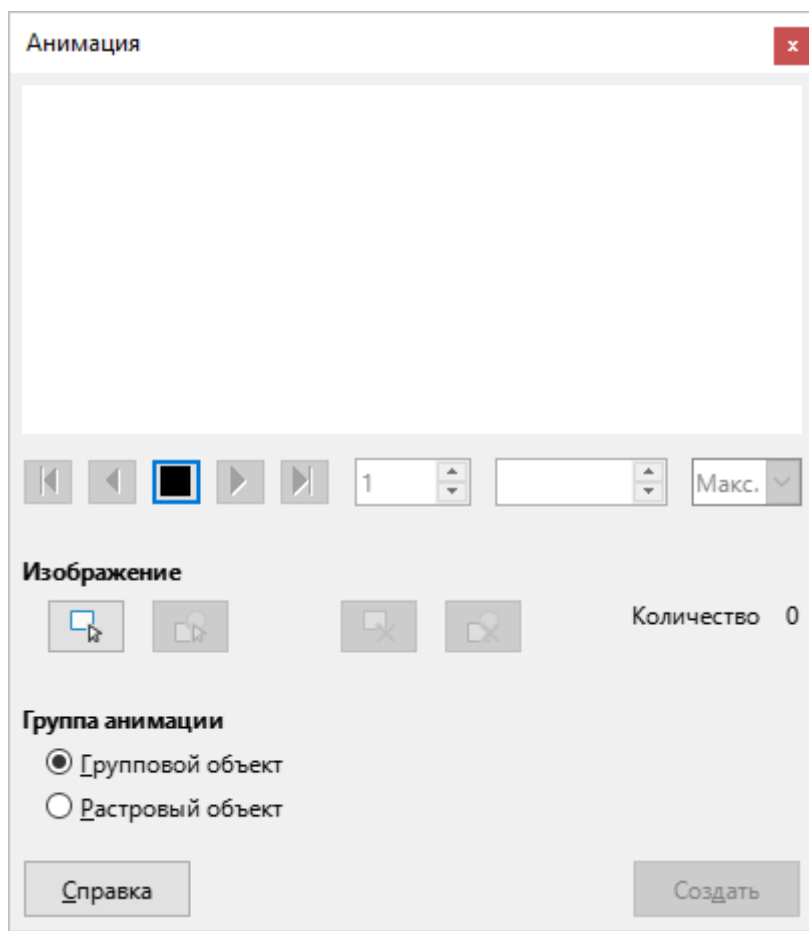 Анимация
x
1
Макс.
Изображение
Количество 0
Группа анимации
Групповой объект
Растровый объект
Справка
Создать